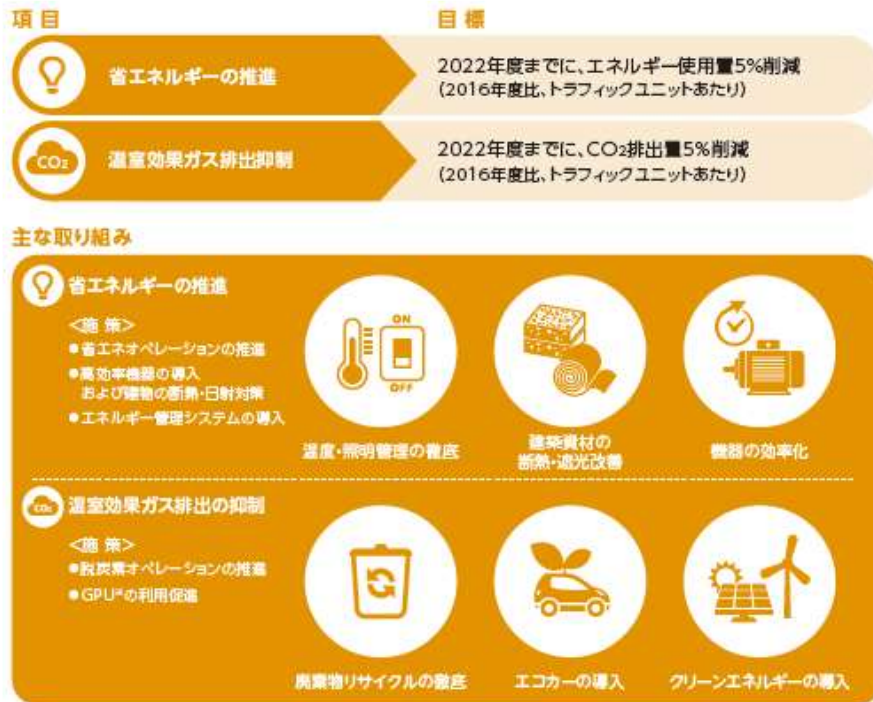 項目
目標
省エネルギーの推進
2022年度までに、エネルギー使用量5%削減
(2016年度比、トラフィックユニットあたり)
CO2
温室効果ガス排出抑制
2022年度までに、CO2排出量5%削減
(2016年度比、トラフィックユニットあたり)
主な取り組み
省エネルギーの推進
<施策>
●省エネオペレーションの推進
●高効率機器の導入
および建物の断熱・日射対策
●エネルギー管理システムの導入
ON
OFF
温度・照明管理の徹底
建築資材の
断熱・遮光改善
機器の効率化
CO2
温室効果ガス排出の抑制
<施策>
●脱炭素オペレーションの推進
●GPU※の利用促進
廃棄物リサイクルの徹底
エコカーの導入
クリーンエネルギーの導入